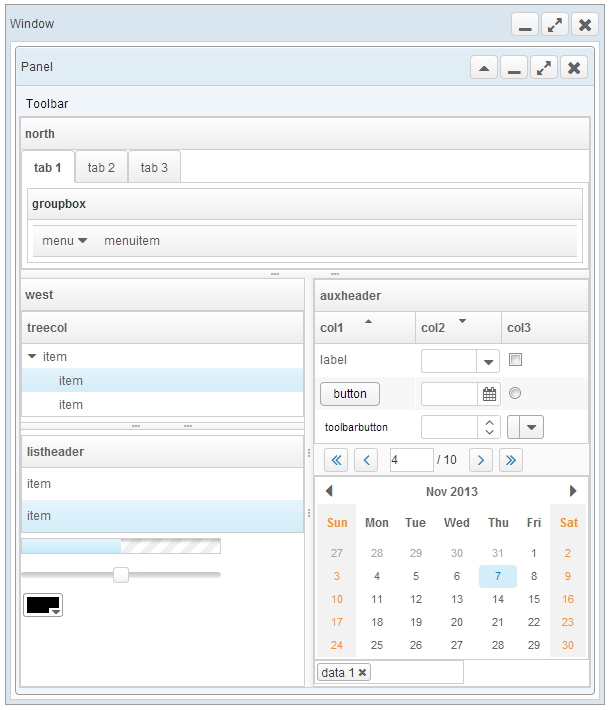 Window
Panel
Toolbar
north
tab 1 tab 2 tab 3
groupbox
menu menuitem
west
treecol
item
item
item
listheader
item
item
auxheader
col1 col2 col3
label
button
toolbarbutton
4 / 10
Nov 2013
Sun Mon Tue Wed Thu Fri Sat
27 28 29 30 31 1 2
3 4 5 6 7 8 9
10 11 12 13 14 15 16
17 18 19 20 21 22 23
24 25 26 27 28 29 30
data 1